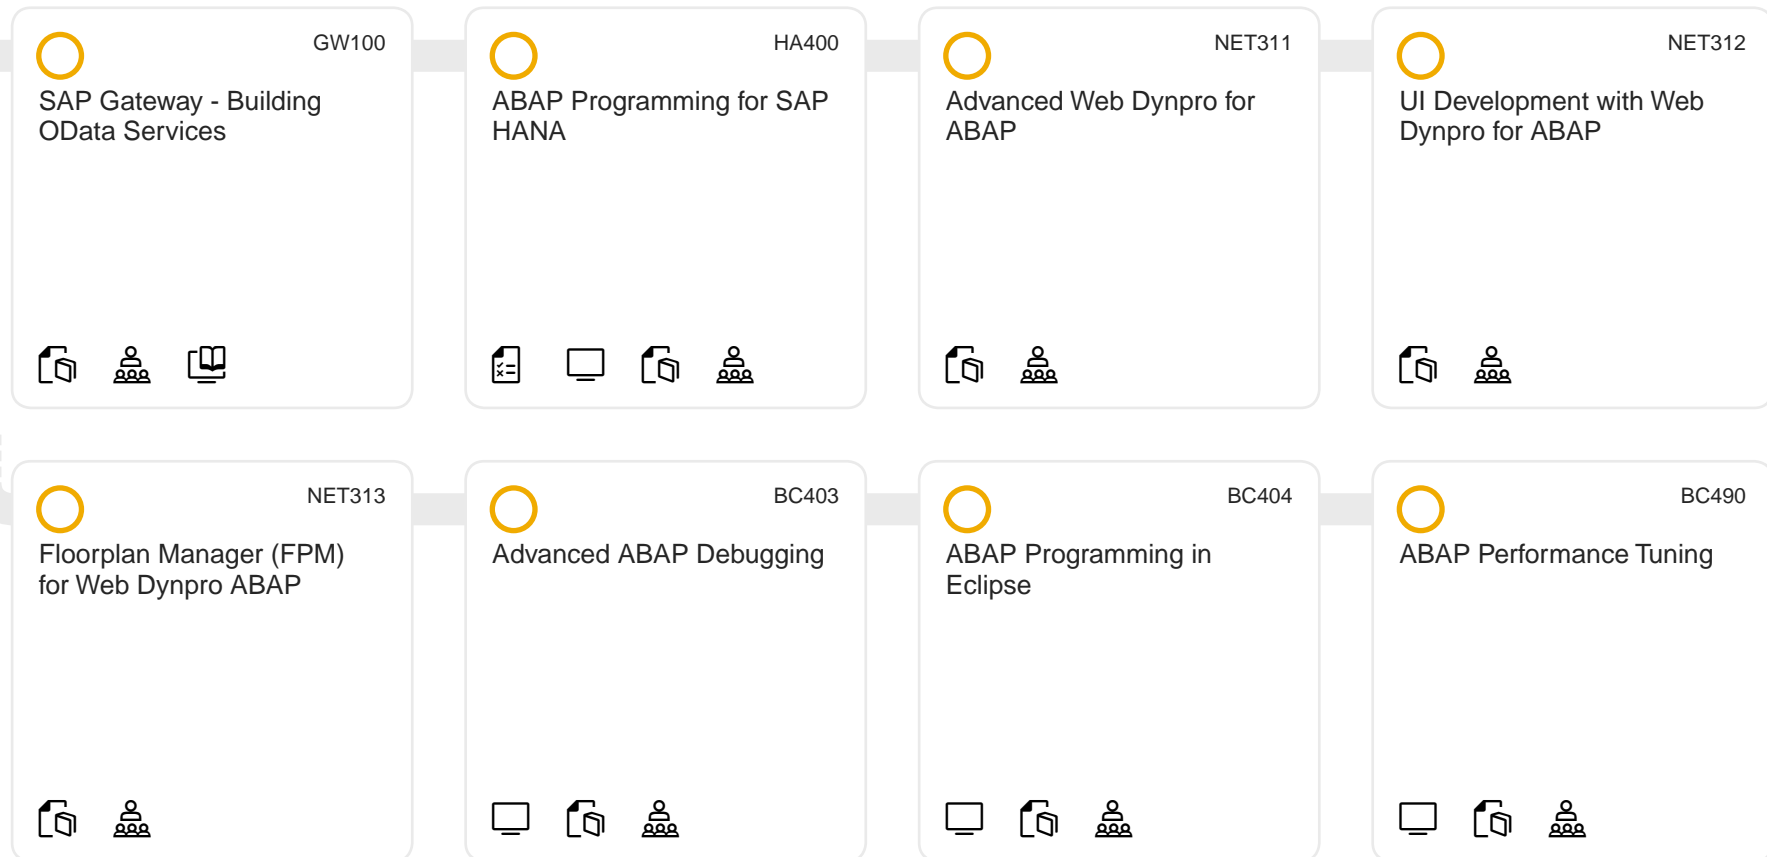 GW100
SAP Gateway - Building
OData Services
HA400
ABAP Programming for SAP
HANA
NET311
Advanced Web Dynpro for
ABAP
NET312
UI Development with Web
Dynpro for ABAP
NET313
Floorplan Manager (FPM)
for Web Dynpro ABAP
BC403
Advanced ABAP Debugging
BC404
ABAP Programming in
Eclipse
BC490
ABAP Performance Tuning